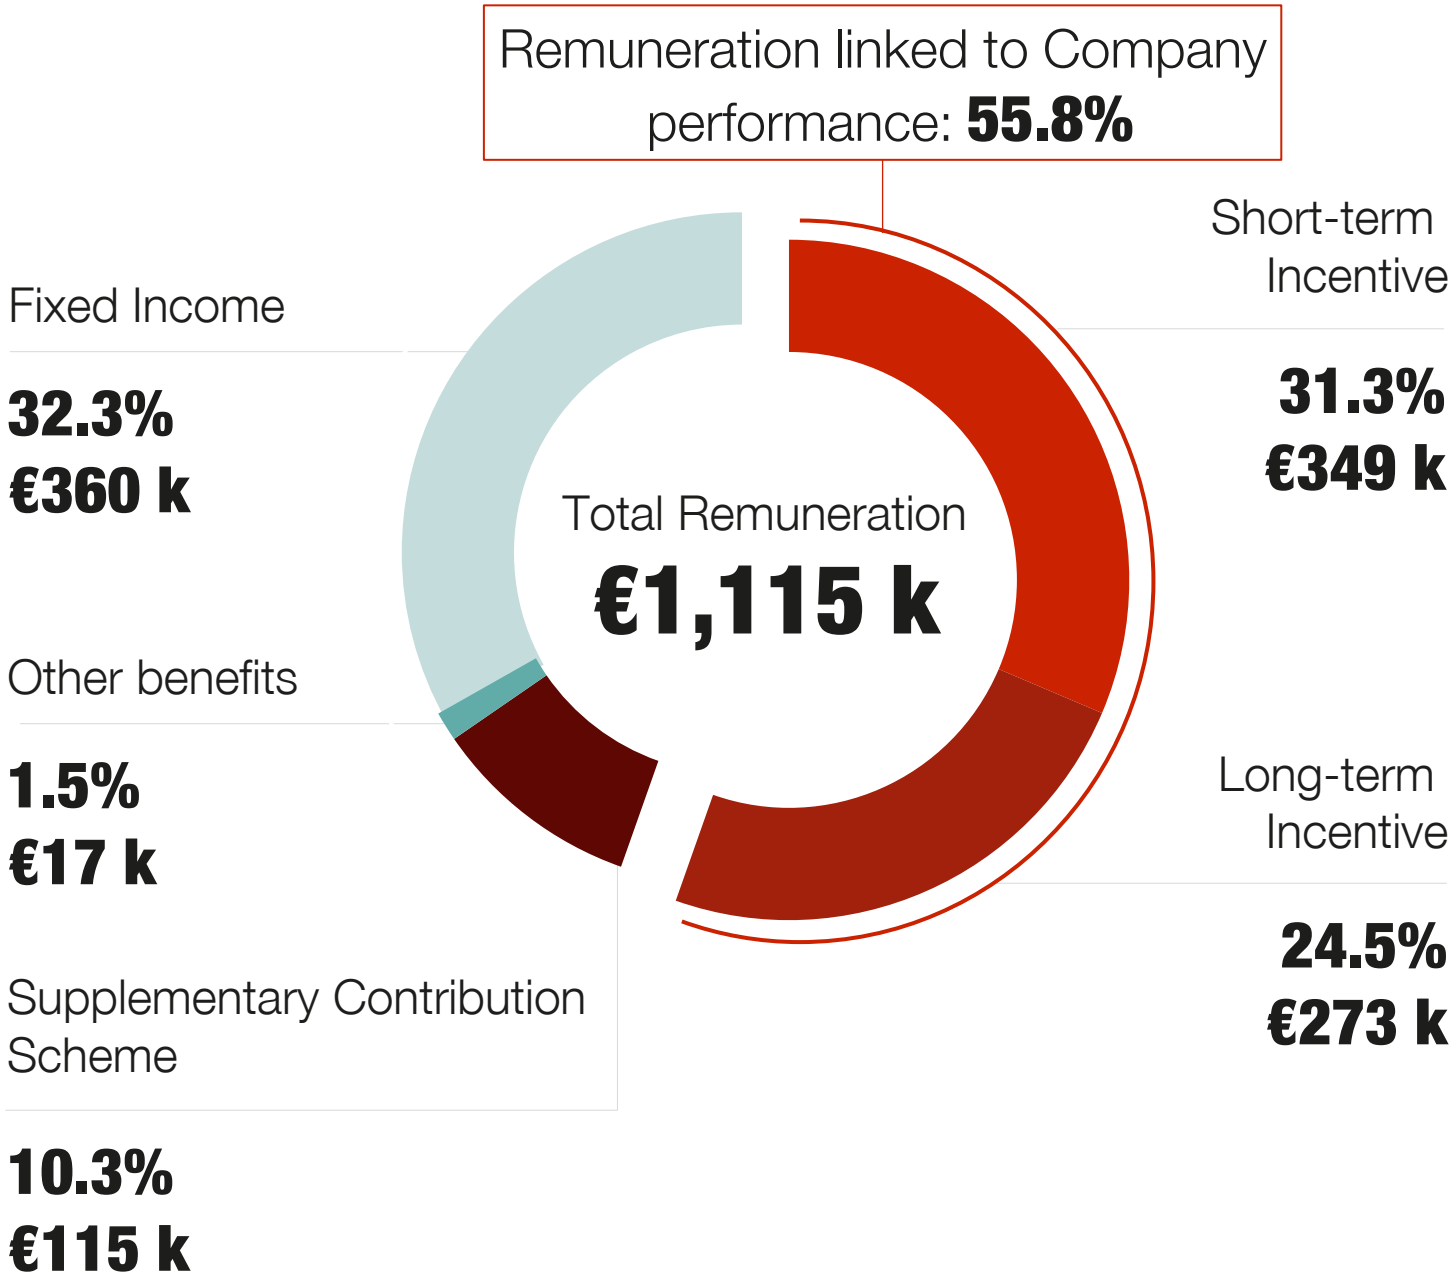 Remuneration linked to Company
performance: 55.8%
Fixed Income
32.3%
€360 k
Other benefits
1.5%
€17 k
Supplementary Contribution
Scheme
10.3%
€115 k
Total Remuneration
€1,115 k
Short-term
Incentive
31.3%
€349 k
Long-term
Incentive
24.5%
€273 k